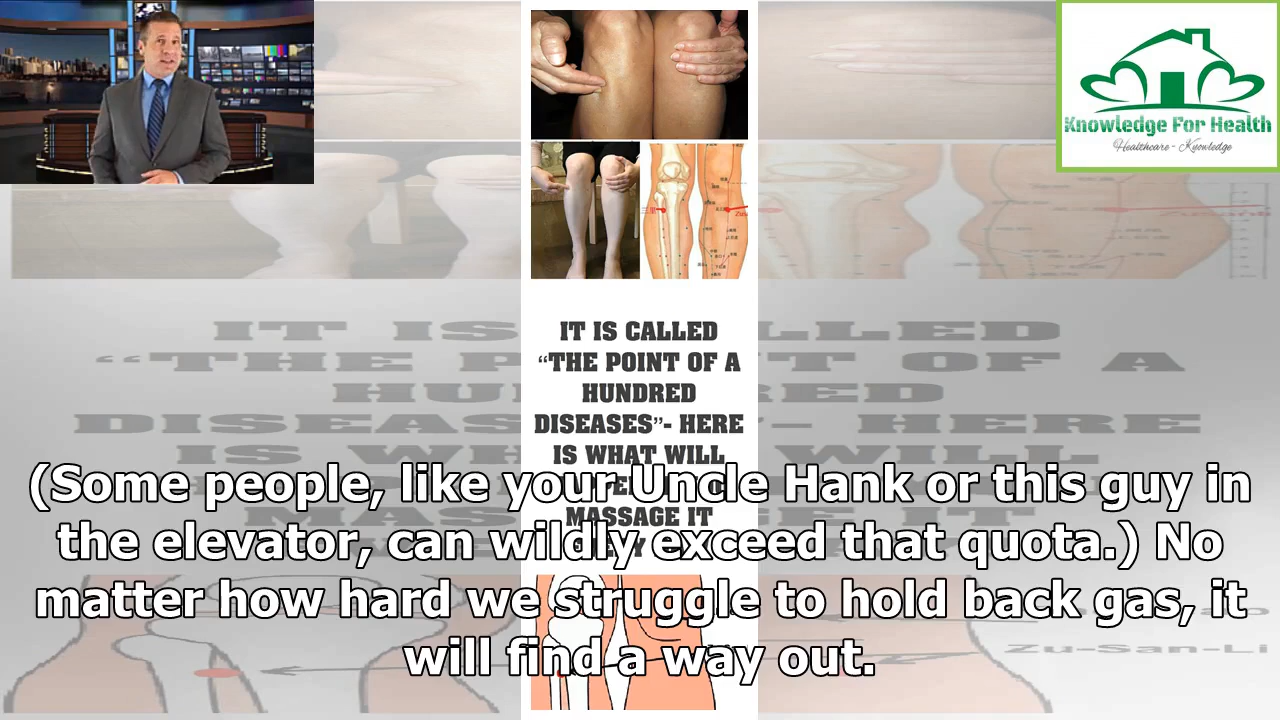 Knowledge For Health
Healthcare - Knowledge
IT IS CALLED
“THE POINT OF A
HUNDRED
DISEASES”- HERE
IS WHAT WILL
MASSAGE IT
(Some people, like your Uncle Hank or this guy in
the elevator, can wildly exceed that quota.) No
matter how hard we struggle to hold back gas, it
will find a way out.
Zu-San-Li